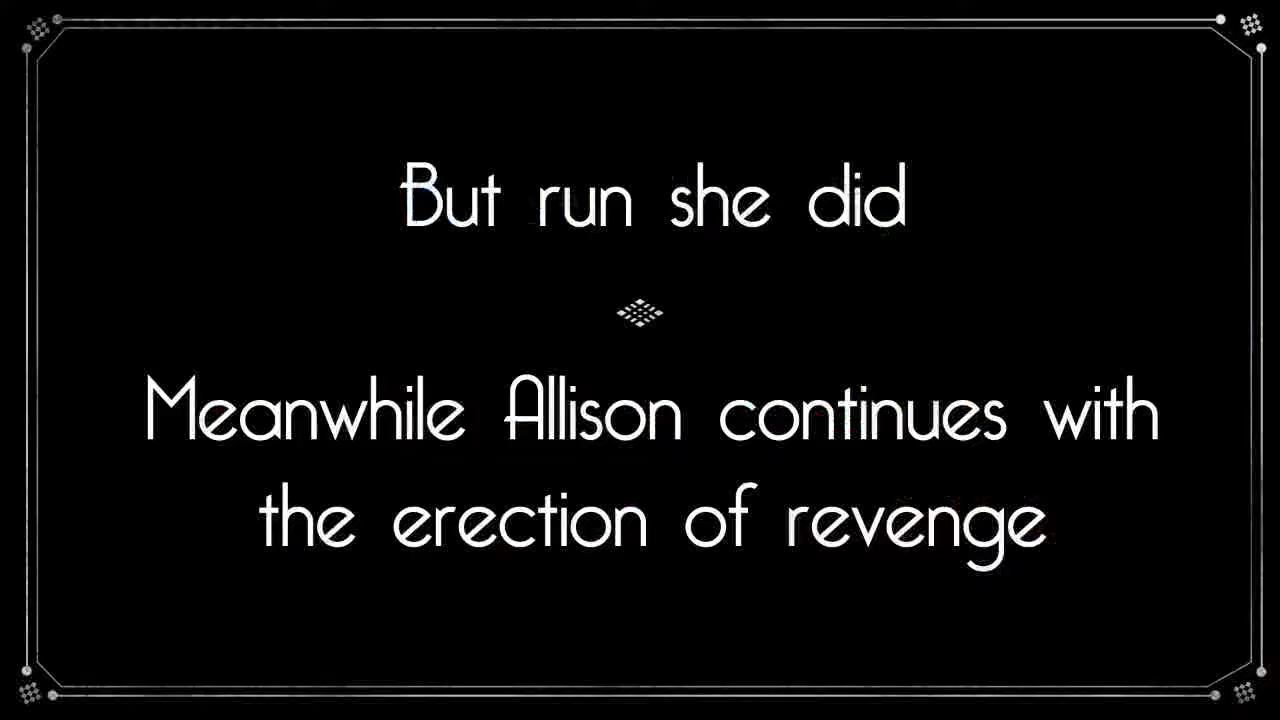 But run she did
Meanwhile Allison continues with
the erection of revenge